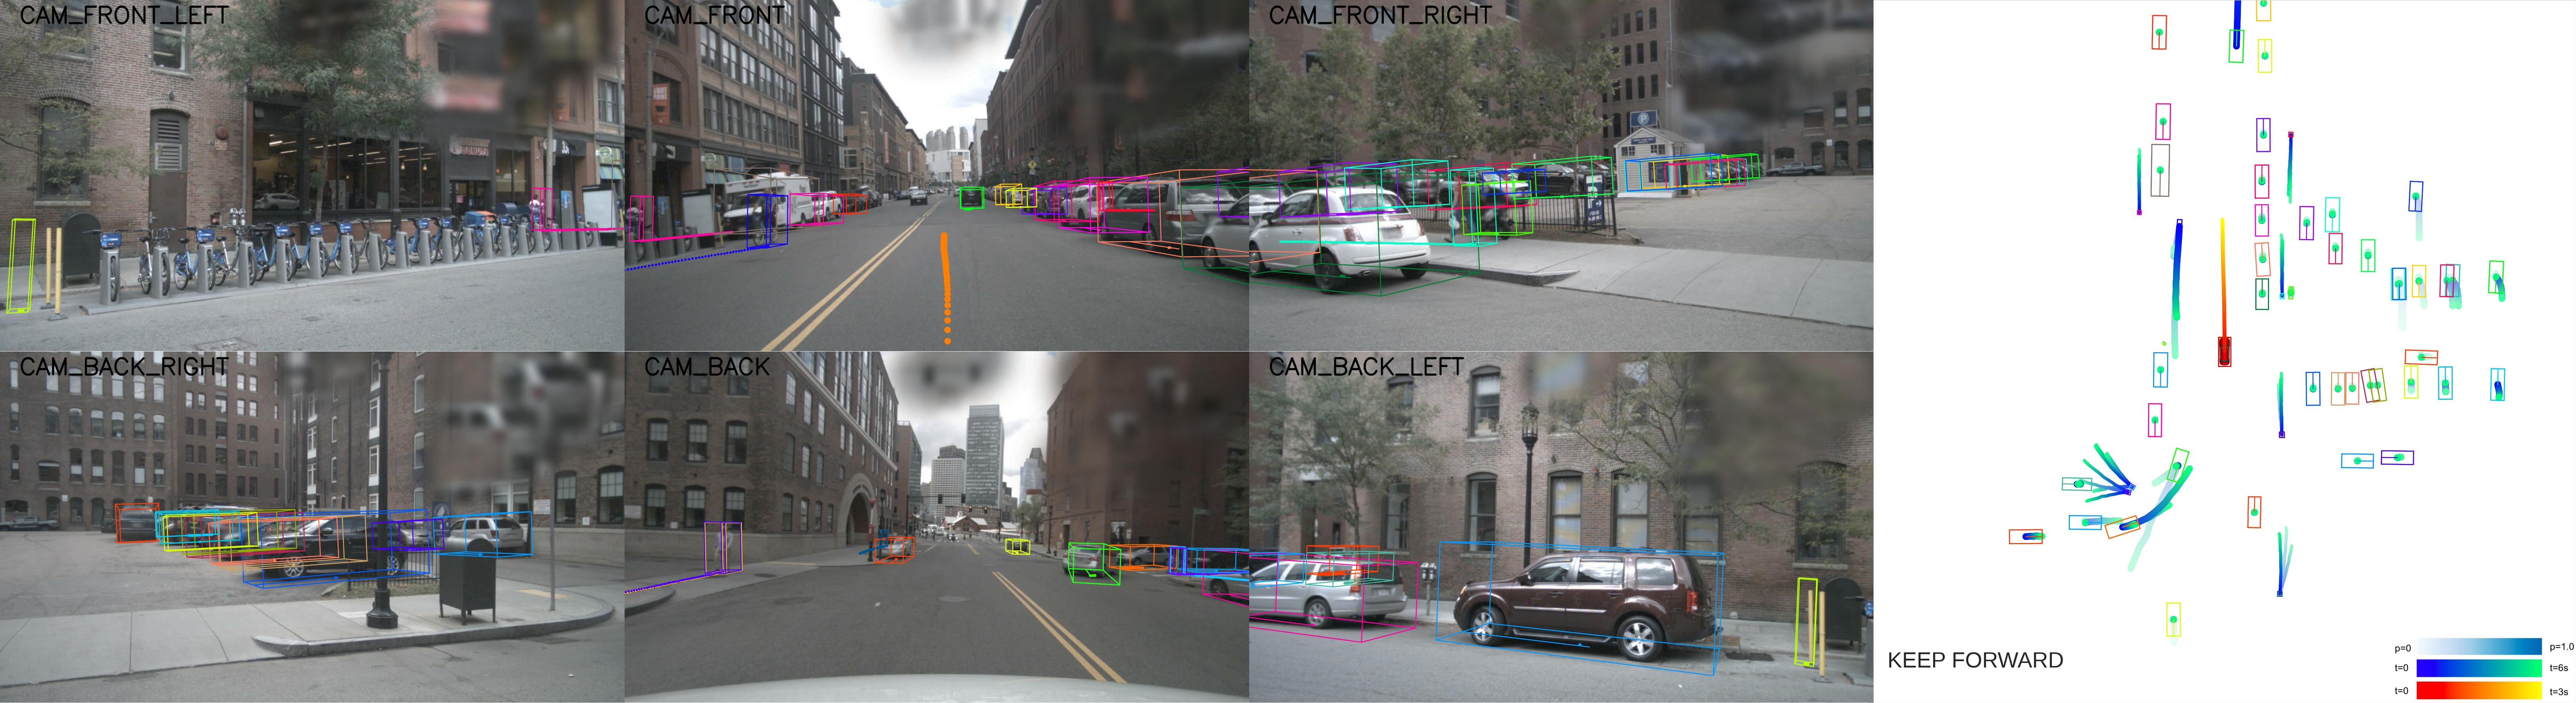 CAM_FRONT_LEFT
CAM_FRONT
CAM_FRONT_RIGHT
P
CAM_BACK_RIGHT
CAM_BACK
CAM_BACK_LEFT
KEEP FORWARD
p=0
p=1.0
t=0
t=6s
t=0
t=3s